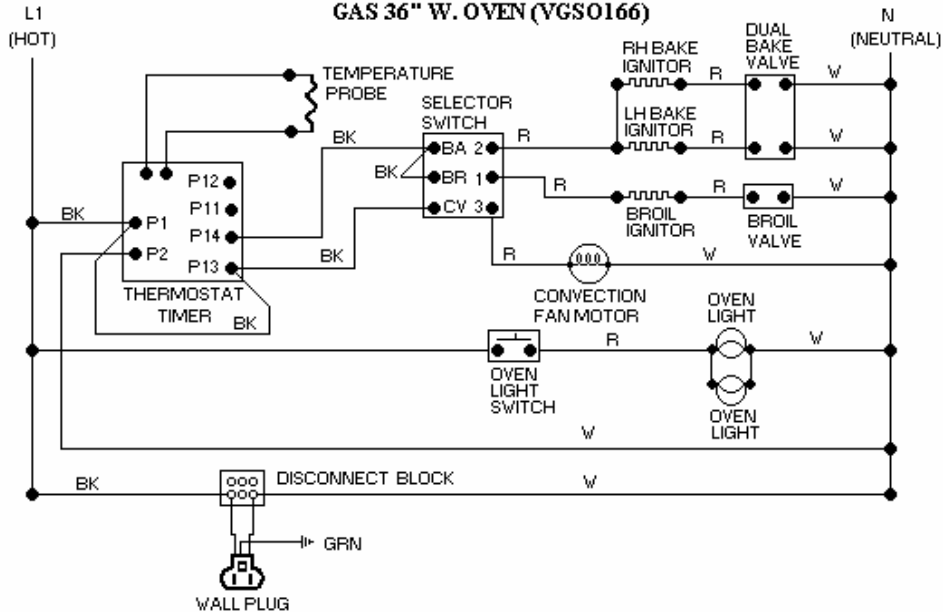 GAS 36" W. OVEN (VGSO166)
L1
(HOT)
N
(NEUTRAL)
TEMPERATURE
PROBE
SELECTOR
SWITCH
RH BAKE
IGNITOR
R
DUAL
BAKE
VALVE
W
LH BAKE
IGNITOR
R
W
BK
BA 2
R
BK
BR 1
R
BROIL
IGNITOR
R
BROIL
VALVE
W
CV 3
P12
P11
BK
P1
P14
P2
P13
BK
R
W
CONVECTION
FAN MOTOR
THERMOSTAT
TIMER
BK
OVEN
LIGHT
R
W
OVEN
LIGHT
SWITCH
OVEN
LIGHT
W
BK
DISCONNECT BLOCK
W
GRN
WALL PLUG